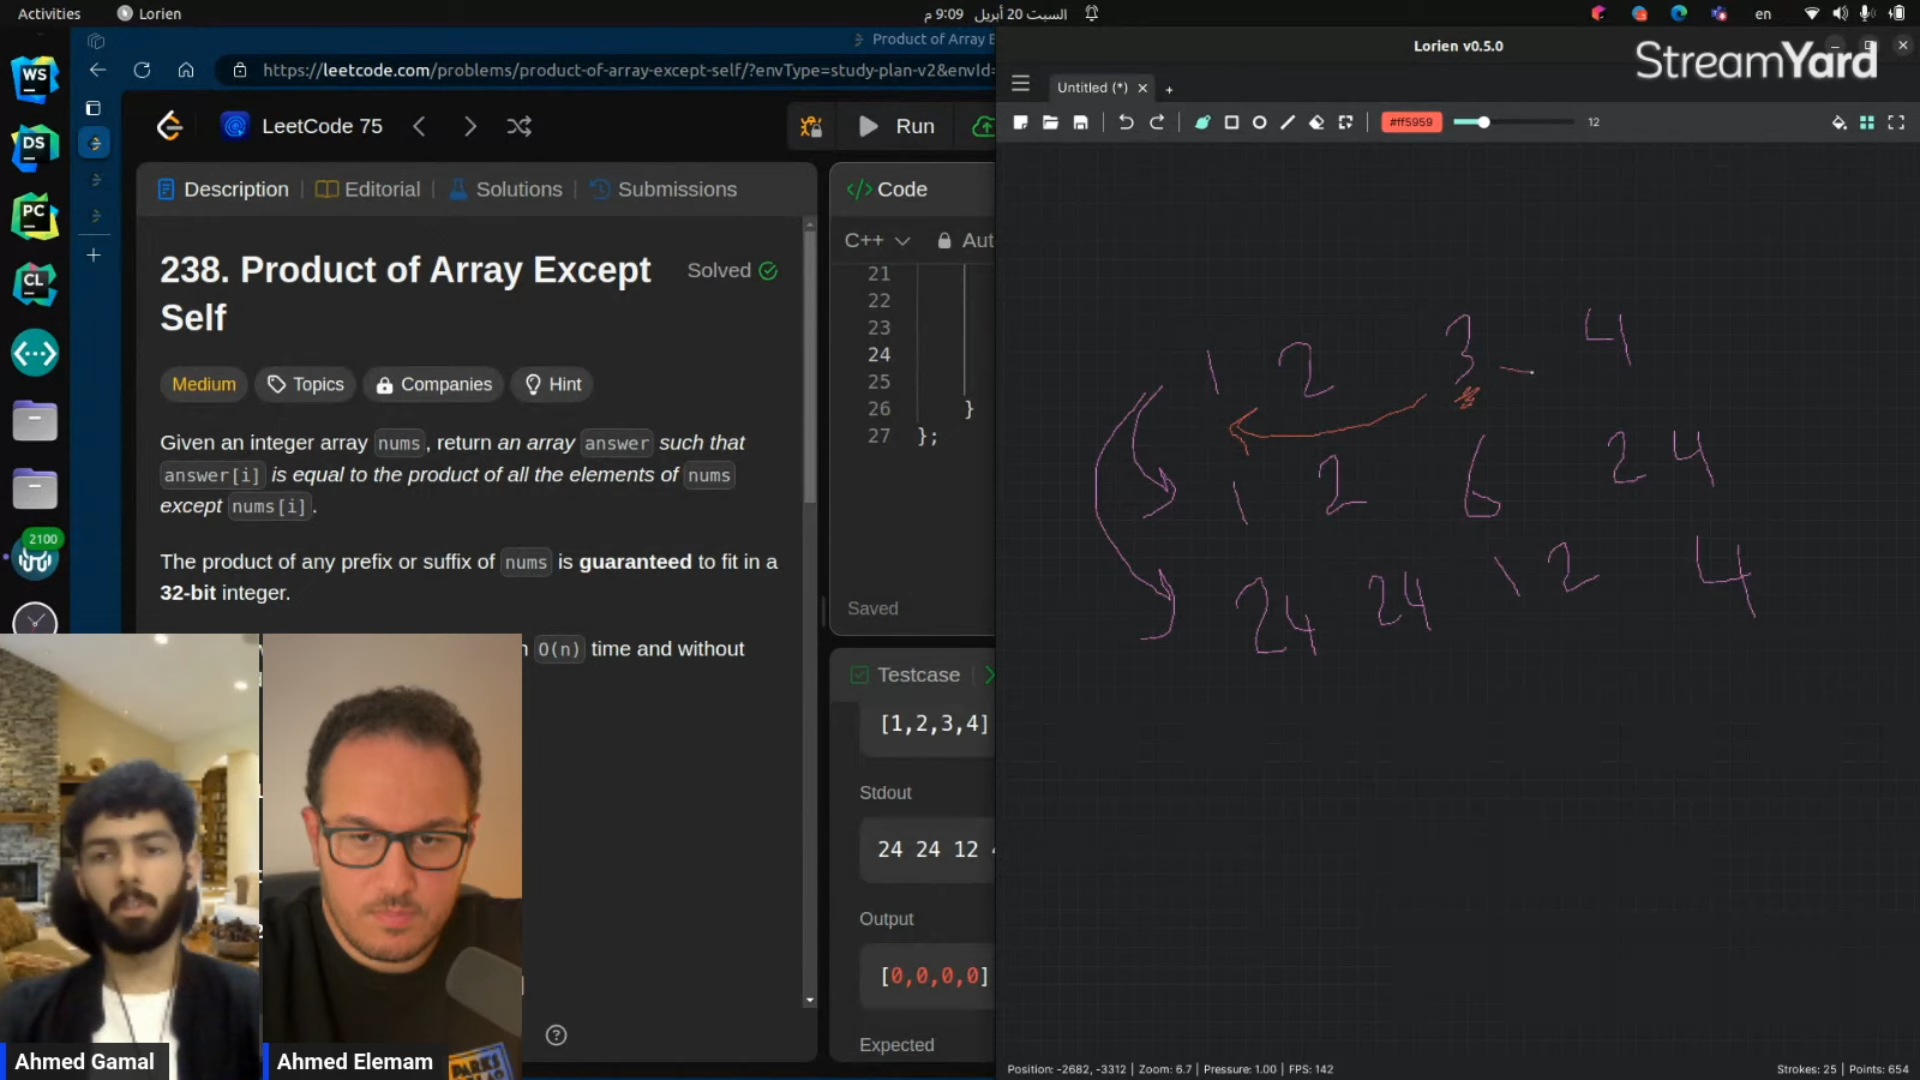 Activities
Lorien
السبت 20 أبريل 9:09 م
en
WS
DS
PC
CL
2100
Product of Array E
https://leetcode.com/problems/product-of-array-except-self/?envType=study-plan-v2&envId=
LeetCode 75
Run
Description
Editorial
Solutions
Submissions
238. Product of Array Except
Self
Solved
Medium
Topics
Companies
Hint
Given an integer array nums, return an array answer such that
answer[i] is equal to the product of all the elements of nums
except nums[i].
The product of any prefix or suffix of nums is guaranteed to fit in a
32-bit integer.
O(n) time and without
</> Code
C++
Aut
21
22
23
24
25
26 }
27 };
Saved
Testcase
[1,2,3,4]
Stdout
24 24 12
Output
[0,0,0,0]
Expected
Lorien v0.5.0
StreamYard
Untitled (*)
#ff5959
12
1 2 3 4
1 2 6 24
24 24 12 4
Ahmed Gamal
Ahmed Elemam
Position: -2682, -3312 | Zoom: 6.7 | Pressure: 1.00 | FPS: 142
Strokes: 25 | Points: 654